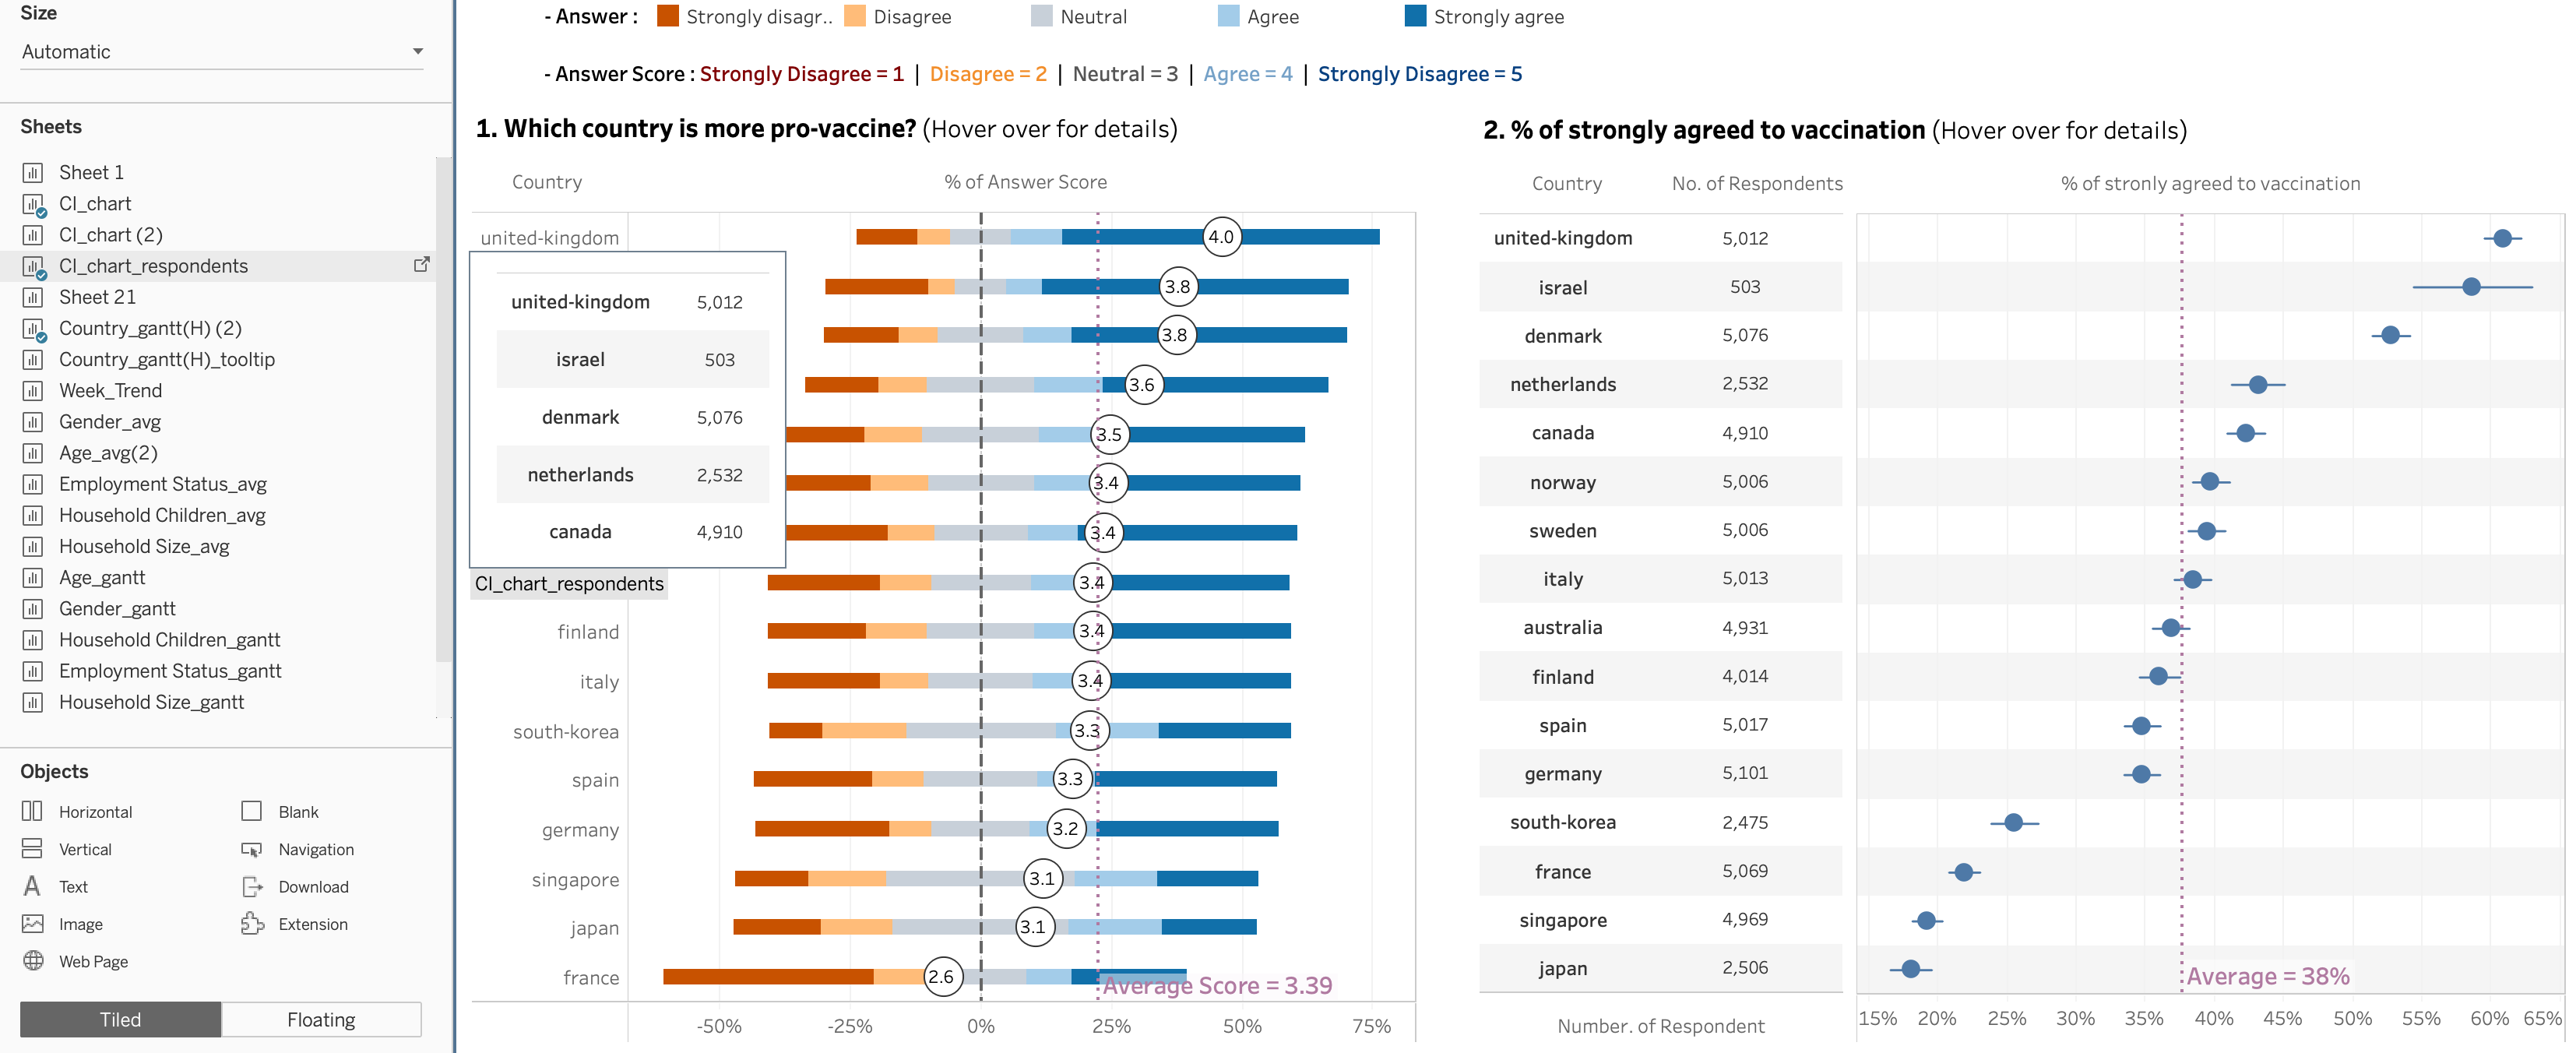 Size
Automatic
Sheets
Sheet 1
CI_chart
CI_chart (2)
CI_chart_respondents
Sheet 21
Country_gantt(H) (2)
Country_gantt(H)_tooltip
Week_Trend
Gender_avg
Age_avg(2)
Employment Status_avg
Household Children_avg
Household Size_avg
Age_gantt
Gender_gantt
Household Children_gantt
Employment Status_gantt
Household Size_gantt
Objects
Horizontal Blank
Vertical Navigation
Text Download
Image Extension
Web Page
Tiled Floating
- Answer : Strongly disagr.. Disagree Neutral Agree Strongly agree
- Answer Score : Strongly Disagree = 1 | Disagree = 2 | Neutral = 3 | Agree = 4 | Strongly Disagree = 5
1. Which country is more pro-vaccine? (Hover over for details)
Country % of Answer Score
united-kingdom 4.0
3.8
3.8
3.6
3.5
3.4
3.4
3.4
finland 3.4
italy 3.4
south-korea 3.3
spain 3.3
germany 3.2
singapore 3.1
japan 3.1
france 2.6
Average Score = 3.39
-50% -25% 0% 25% 50% 75%
united-kingdom 5,012
israel 503
denmark 5,076
netherlands 2,532
canada 4,910
CI_chart_respondents
2. % of strongly agreed to vaccination (Hover over for details)
Country No. of Respondents % of stronly agreed to vaccination
united-kingdom 5,012
israel 503
denmark 5,076
netherlands 2,532
canada 4,910
norway 5,006
sweden 5,006
italy 5,013
australia 4,931
finland 4,014
spain 5,017
germany 5,101
south-korea 2,475
france 5,069
singapore 4,969
japan 2,506
Average = 38%
Number. of Respondent 15% 20% 25% 30% 35% 40% 45% 50% 55% 60% 65%